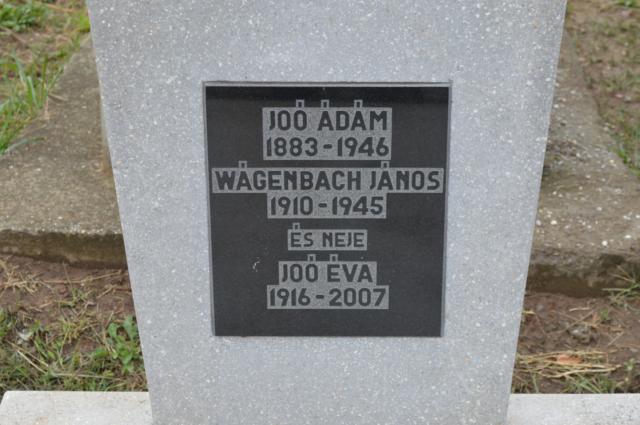 JOÓ ÁDÁM
1883-1946
WÁGENBACH JÁNOS
1910-1945
ÉS NEJE
JOÓ ÉVA
1916-2007